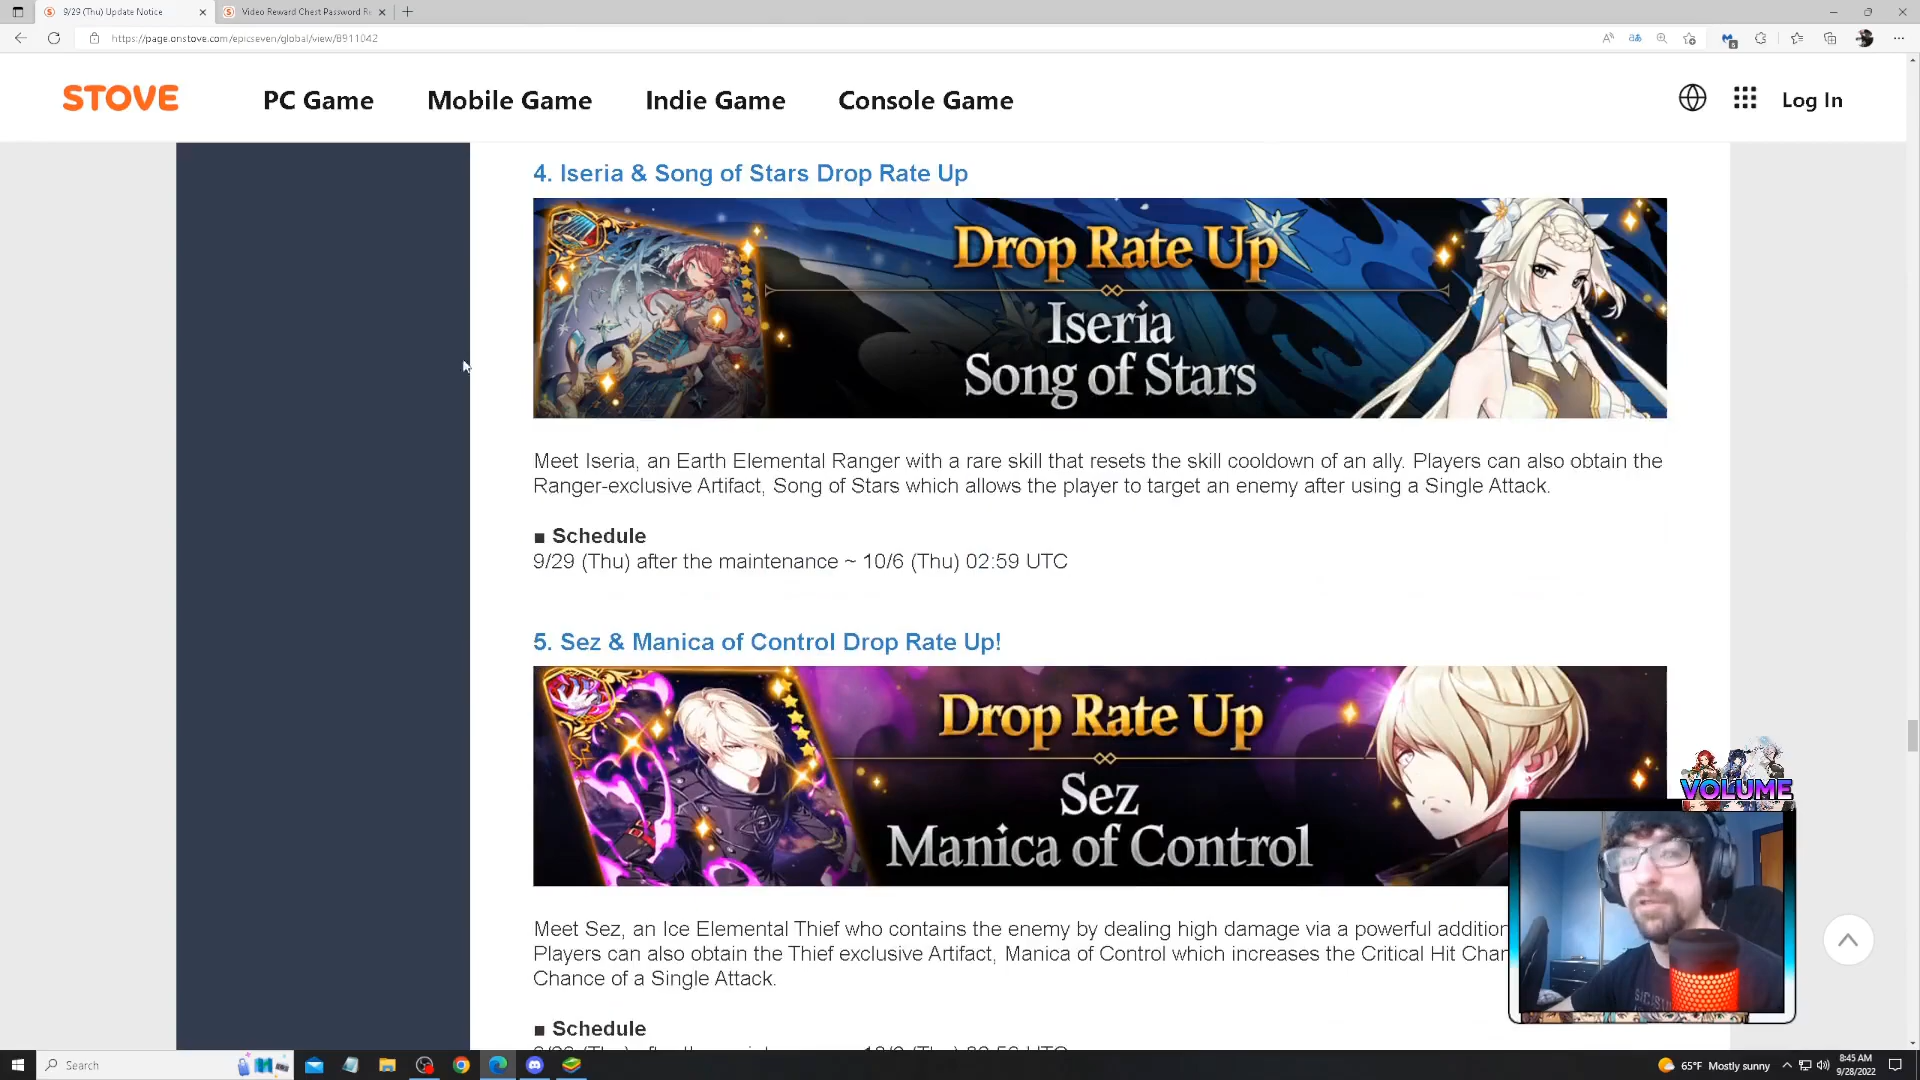 9/29 (Thu) Update Notice
Video Reward Chest Password Re
https://page.onstove.com/epicseven/global/view/8911042
STOVE
PC Game
Mobile Game
Indie Game
Console Game
Log In
4. Iseria & Song of Stars Drop Rate Up
Drop Rate Up
Iseria
Song of Stars
Meet Iseria, an Earth Elemental Ranger with a rare skill that resets the skill cooldown of an ally. Players can also obtain the
Ranger-exclusive Artifact, Song of Stars which allows the player to target an enemy after using a Single Attack.
■ Schedule
9/29 (Thu) after the maintenance ~ 10/6 (Thu) 02:59 UTC
5. Sez & Manica of Control Drop Rate Up!
Drop Rate Up
Sez
Manica of Control
VOLUME
Meet Sez, an Ice Elemental Thief who contains the enemy by dealing high damage via a powerful addition
Players can also obtain the Thief exclusive Artifact, Manica of Control which increases the Critical Hit Chan
Chance of a Single Attack.
■ Schedule
Search
65°F Mostly sunny
8:45 AM
9/28/2022